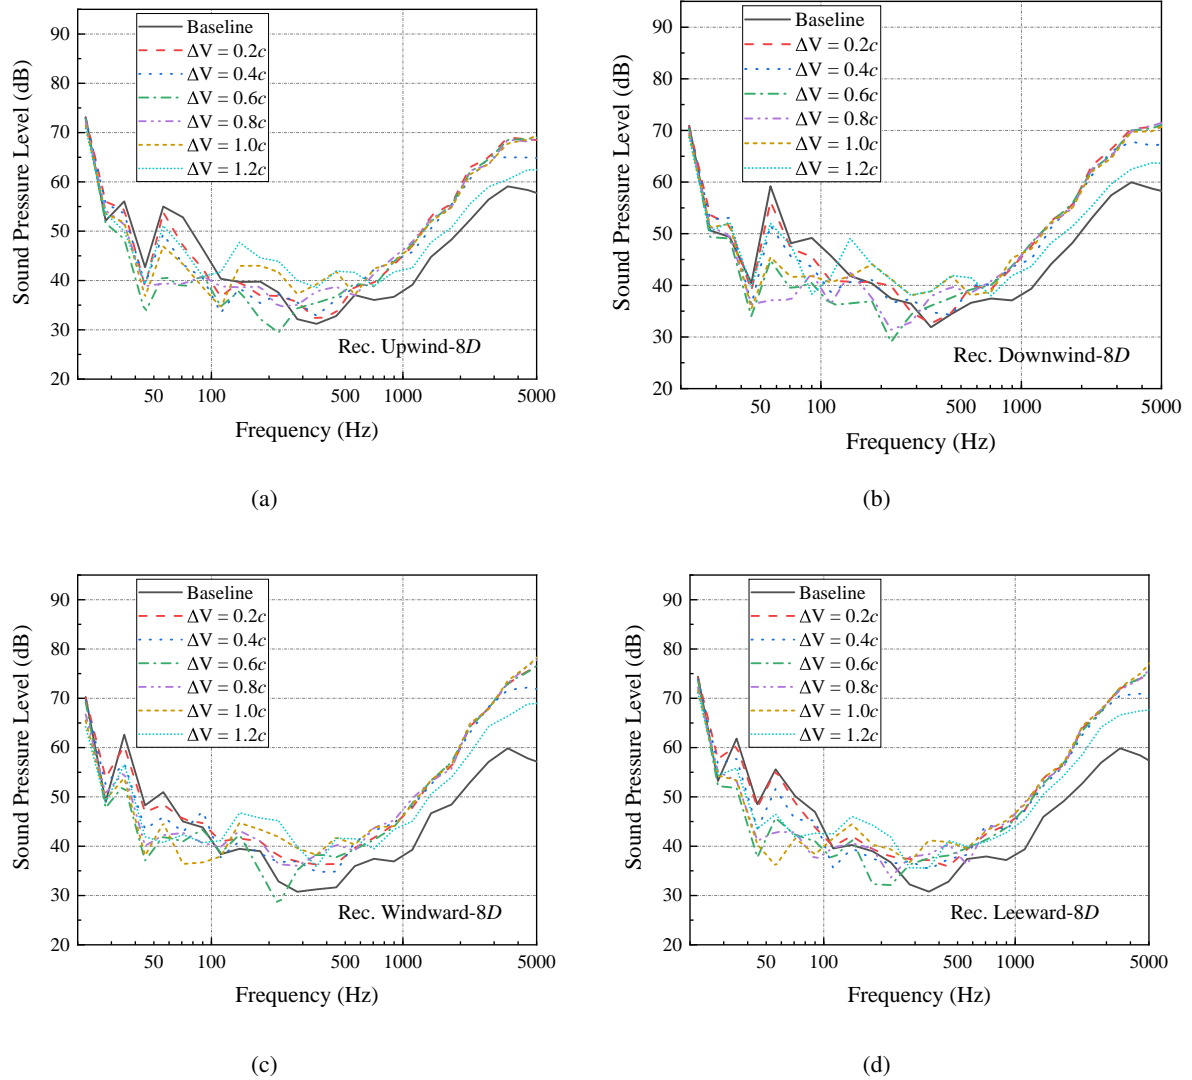 Baseline
ΔV = 0.2c
ΔV = 0.4c
ΔV = 0.6c
ΔV = 0.8c
ΔV = 1.0c
ΔV = 1.2c
90
80
70
60
50
40
30
20
Sound Pressure Level (dB)
Rec. Upwind-8D
50 100 500 1000 5000
Frequency (Hz)
(a)
Baseline
ΔV = 0.2c
ΔV = 0.4c
ΔV = 0.6c
ΔV = 0.8c
ΔV = 1.0c
ΔV = 1.2c
90
80
70
60
50
40
30
20
Sound Pressure Level (dB)
Rec. Downwind-8D
50 100 500 1000 5000
Frequency (Hz)
(b)
Baseline
ΔV = 0.2c
ΔV = 0.4c
ΔV = 0.6c
ΔV = 0.8c
ΔV = 1.0c
ΔV = 1.2c
90
80
70
60
50
40
30
20
Sound Pressure Level (dB)
Rec. Windward-8D
50 100 500 1000 5000
Frequency (Hz)
(c)
Baseline
ΔV = 0.2c
ΔV = 0.4c
ΔV = 0.6c
ΔV = 0.8c
ΔV = 1.0c
ΔV = 1.2c
90
80
70
60
50
40
30
20
Sound Pressure Level (dB)
Rec. Leeward-8D
50 100 500 1000 5000
Frequency (Hz)
(d)